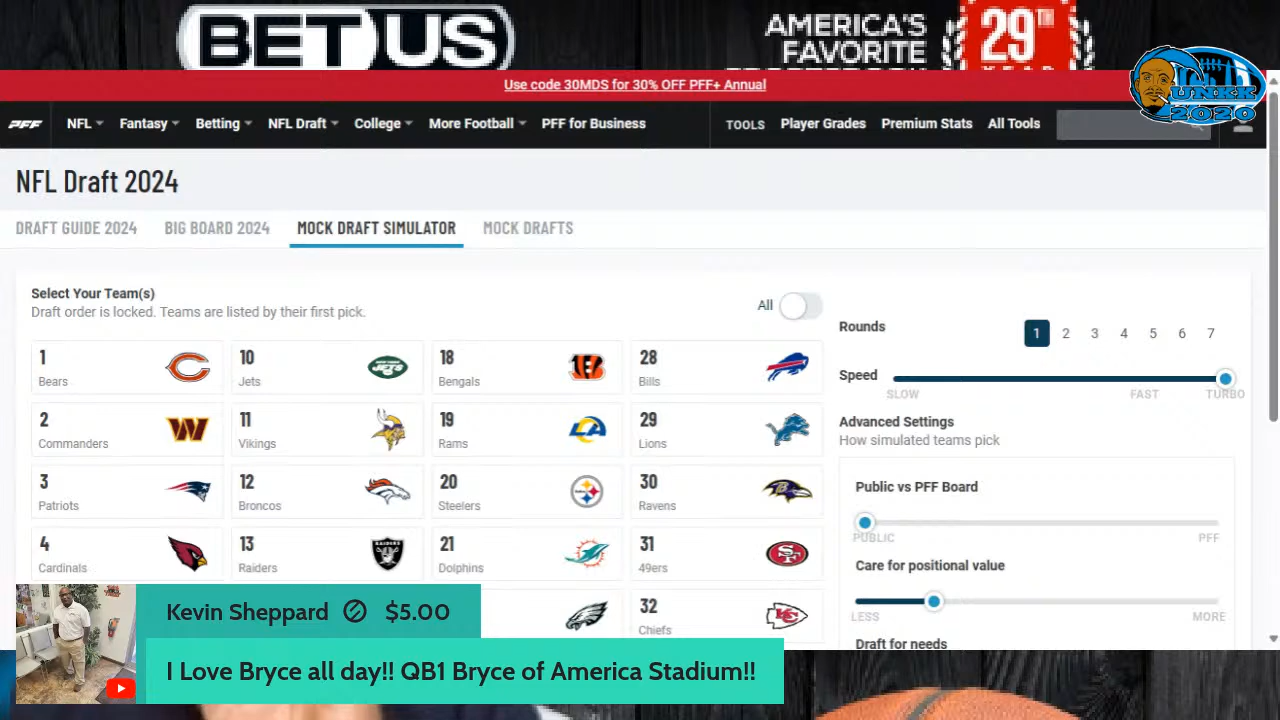 BETUS
AMERICA'S
FAVORITE
29TH
Use code 30MDS for 30% OFF PFF+ Annual
UNKK
2020
PFF
NFL
Fantasy
Betting
NFL Draft
College
More Football
PFF for Business
TOOLS
Player Grades
Premium Stats
All Tools
NFL Draft 2024
DRAFT GUIDE 2024
BIG BOARD 2024
MOCK DRAFT SIMULATOR
MOCK DRAFTS
Select Your Team(s)
Draft order is locked. Teams are listed by their first pick.
All
1
Bears
10
Jets
JETS
18
Bengals
28
Bills
2
Commanders
11
Vikings
19
Rams
29
Lions
3
Patriots
12
Broncos
20
Steelers
30
Ravens
4
Cardinals
13
Raiders
RAIDERS
21
Dolphins
31
49ers
SF
32
Chiefs
KC
Rounds
1 2 3 4 5 6 7
Speed
SLOW
FAST
TURBO
Advanced Settings
How simulated teams pick
Public vs PFF Board
PUBLIC
PFF
Care for positional value
LESS
MORE
Draft for needs
Kevin Sheppard $5.00
I Love Bryce all day!! QB1 Bryce of America Stadium!!